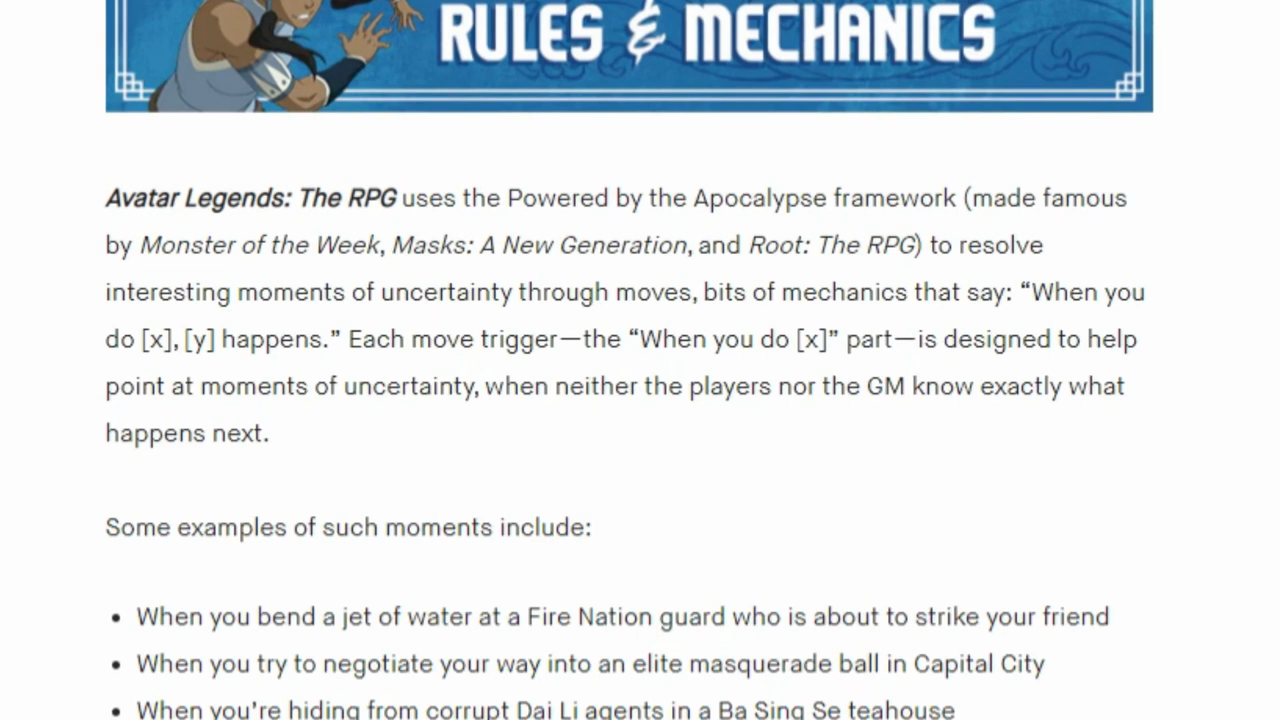 RULES & MECHANICS
Avatar Legends: The RPG uses the Powered by the Apocalypse framework (made famous
by Monster of the Week, Masks: A New Generation, and Root: The RPG) to resolve
interesting moments of uncertainty through moves, bits of mechanics that say: “When you
do [x], [y] happens.” Each move trigger—the “When you do [x]” part—is designed to help
point at moments of uncertainty, when neither the players nor the GM know exactly what
happens next.
Some examples of such moments include:
• When you bend a jet of water at a Fire Nation guard who is about to strike your friend
• When you try to negotiate your way into an elite masquerade ball in Capital City
• When you’re hiding from corrupt Dai Li agents in a Ba Sing Se teahouse